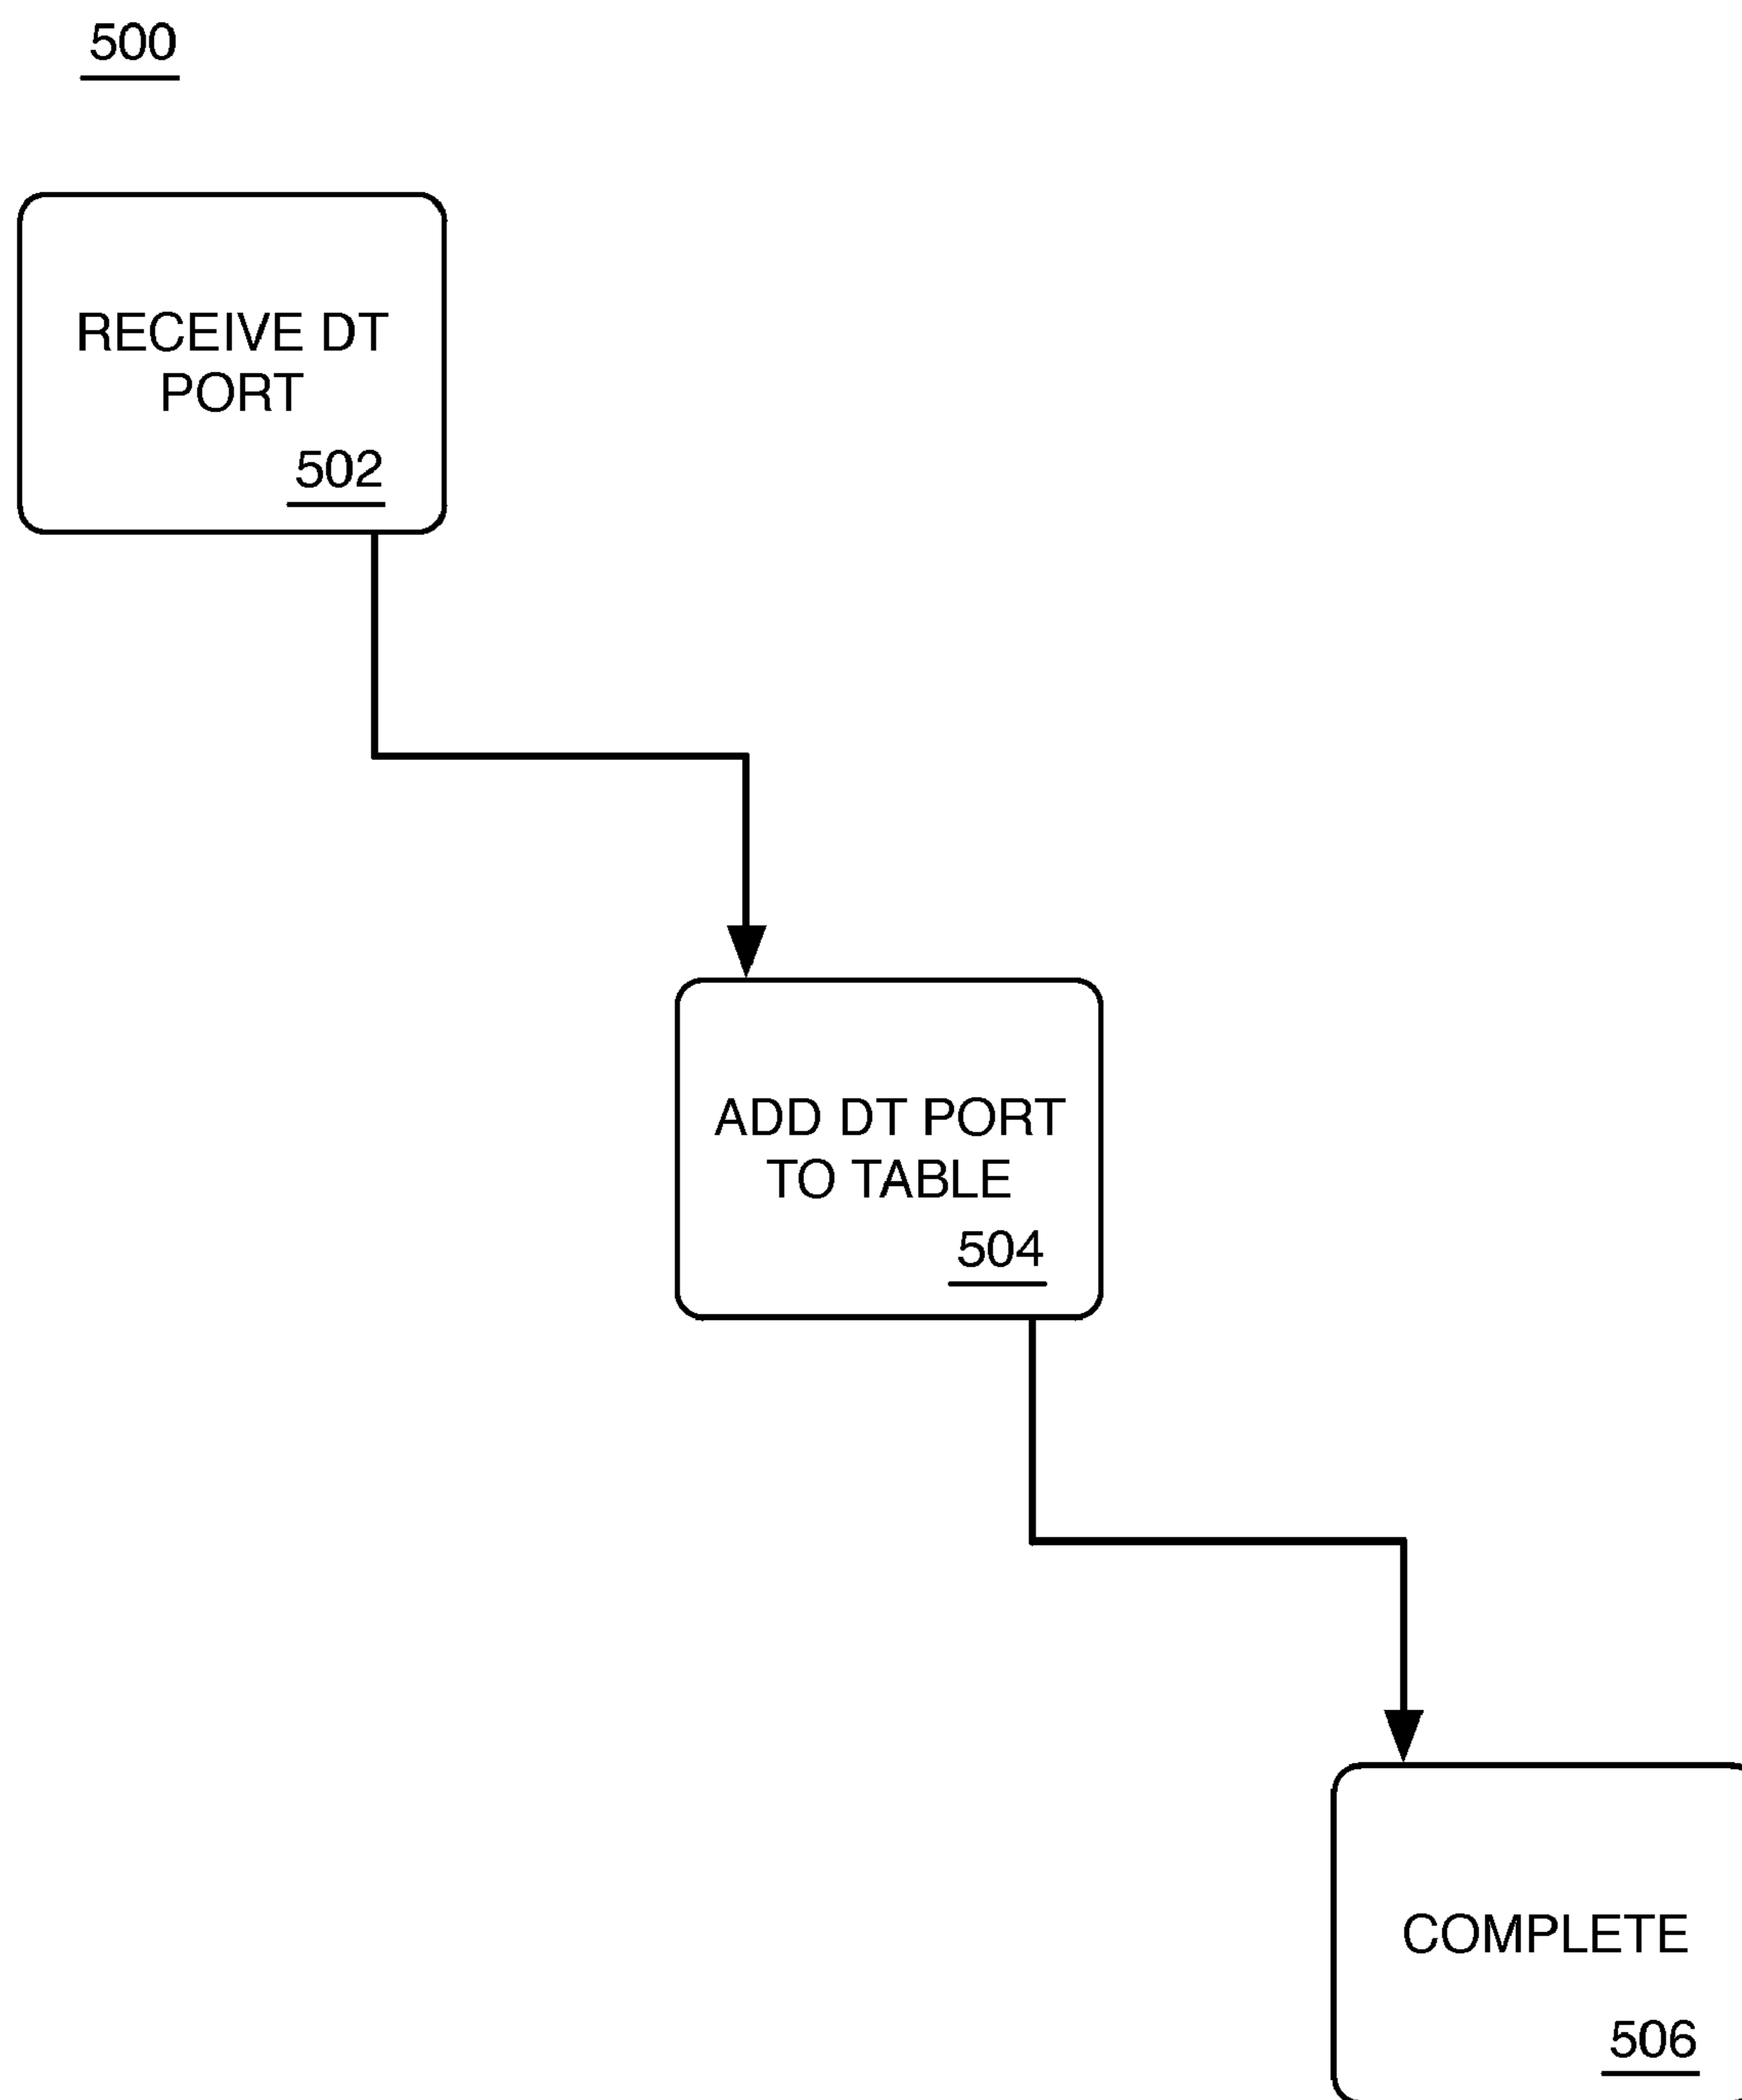 500
RECEIVE DT
PORT
502
ADD DT PORT
TO TABLE
504
COMPLETE
506